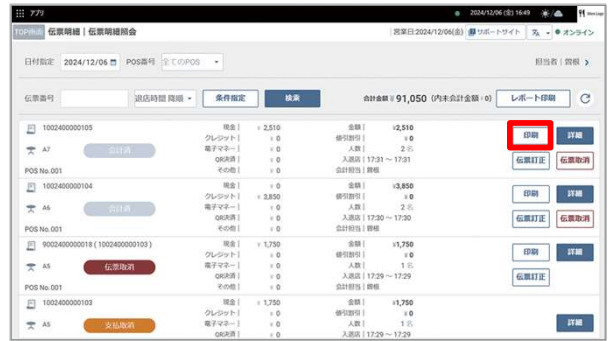 アプリ 2024/12/06 (金) 16:49
TOP画面 伝票明細 | 伝票明細照会 営業日:2024/12/06(金) サポートサイト オンライン
日付指定 2024/12/06 POS番号 全てのPOS 担当者 | 曽根 >
伝票番号 退店時間 降順 条件指定 検索 合計金額 ¥ 91,050 (内未会計金額:0) レポート印刷
1002400000105 現金 | ¥ 2,510 金額 | ¥2,510 印刷 詳細
クレジット | ¥ 0 値引割引 | ¥ 0
A7 会計済 電子マネー | ¥ 0 人数 | 2 名
QR決済 | ¥ 0 入退店 | 17:31 ~ 17:31 伝票訂正 伝票取消
POS No.001 その他 | ¥ 0 会計担当 | 曽根
1002400000104 現金 | ¥ 0 金額 | ¥3,850 印刷 詳細
クレジット | ¥ 3,850 値引割引 | ¥ 0
A6 会計済 電子マネー | ¥ 0 人数 | 2 名
QR決済 | ¥ 0 入退店 | 17:30 ~ 17:30 伝票訂正 伝票取消
POS No.001 その他 | ¥ 0 会計担当 | 曽根
9002400000018 ( 1002400000103 ) 現金 | ¥ 1,750 金額 | ¥1,750 印刷 詳細
クレジット | ¥ 0 値引割引 | ¥ 0
A5 伝票取消 電子マネー | ¥ 0 人数 | 1 名
QR決済 | ¥ 0 入退店 | 17:29 ~ 17:29 伝票訂正
POS No.001 その他 | ¥ 0 会計担当 | 曽根
1002400000103 現金 | ¥ 1,750 金額 | ¥1,750
クレジット | ¥ 0 値引割引 | ¥ 0
A5 支払取消 電子マネー | ¥ 0 人数 | 1 名 詳細
QR決済 | ¥ 0 入退店 | 17:29 ~ 17:29